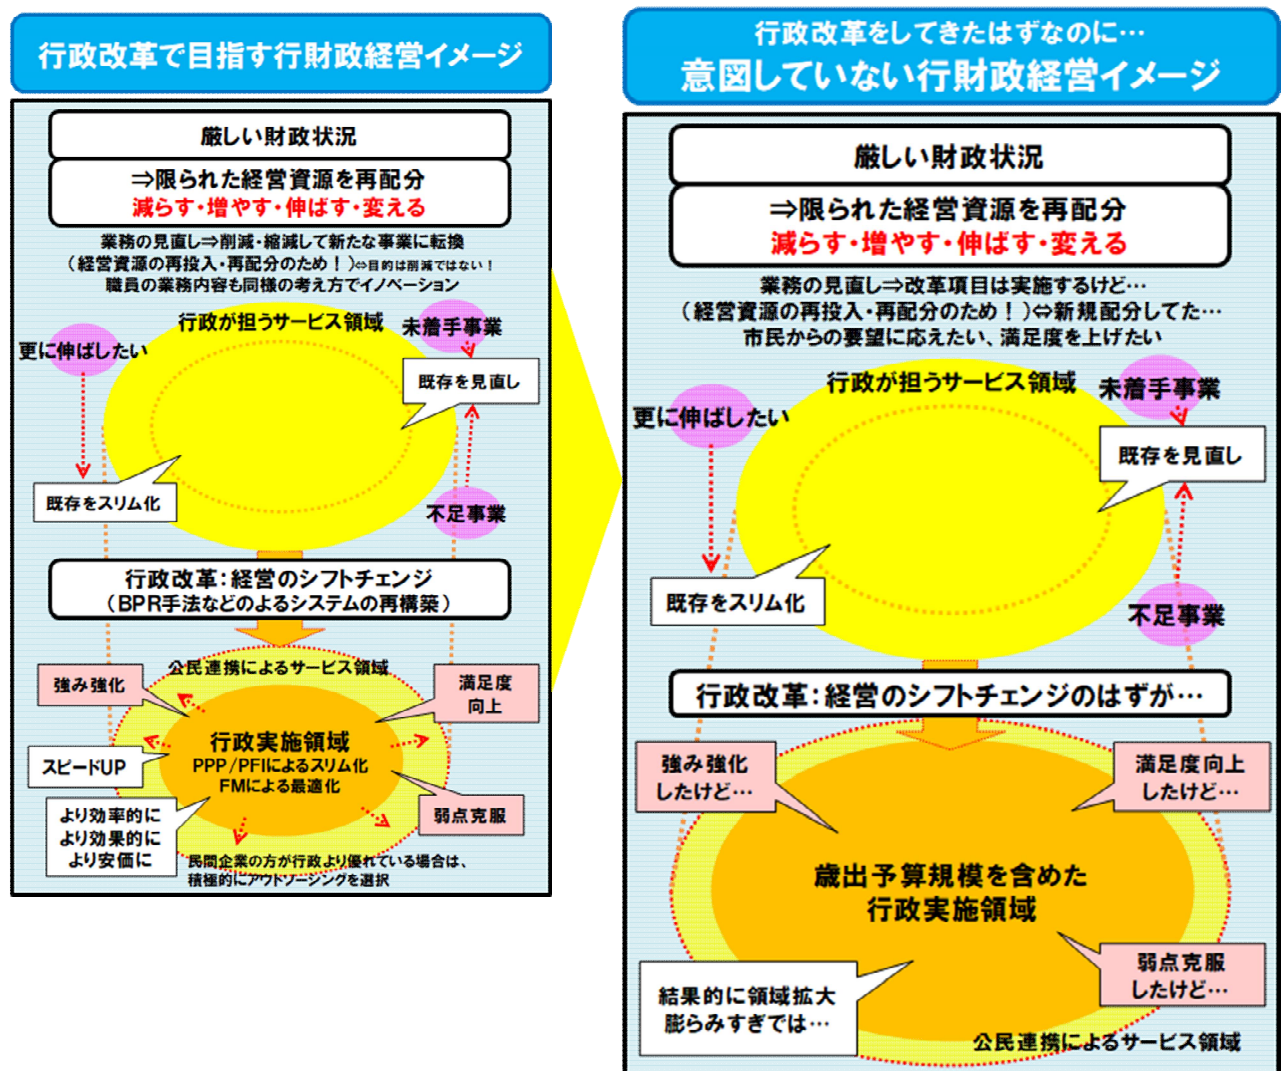 行政改革で目指す行財政経営イメージ
厳しい財政状況
⇒限られた経営資源を再配分
減らす・増やす・伸ばす・変える
業務の見直し⇒削減・縮減して新たな事業に転換
（経営資源の再投入・再配分のため！）⇔目的は削減ではない！
職員の業務内容も同様の考え方でイノベーション
行政が担うサービス領域
未着手事業
更に伸ばしたい
既存を見直し
既存をスリム化
不足事業
行政改革：経営のシフトチェンジ
（BPR手法などのよるシステムの再構築）
公民連携によるサービス領域
強み強化
満足度
向上
行政実施領域
PPP/PFIによるスリム化
FMによる最適化
スピードUP
より効率的に
より効果的に
より安価に
弱点克服
民間企業の方が行政より優れている場合は、
積極的にアウトソーシングを選択
行政改革をしてきたはずなのに…
意図していない行財政経営イメージ
厳しい財政状況
⇒限られた経営資源を再配分
減らす・増やす・伸ばす・変える
業務の見直し⇒改革項目は実施するけど…
（経営資源の再投入・再配分のため！）⇔新規配分してた…
市民からの要望に応えたい、満足度を上げたい
行政が担うサービス領域
未着手事業
更に伸ばしたい
既存を見直し
既存をスリム化
不足事業
行政改革：経営のシフトチェンジのはずが…
強み強化
したけど…
満足度向上
したけど…
歳出予算規模を含めた
行政実施領域
弱点克服
したけど…
結果的に領域拡大
膨らみすぎでは…
公民連携によるサービス領域